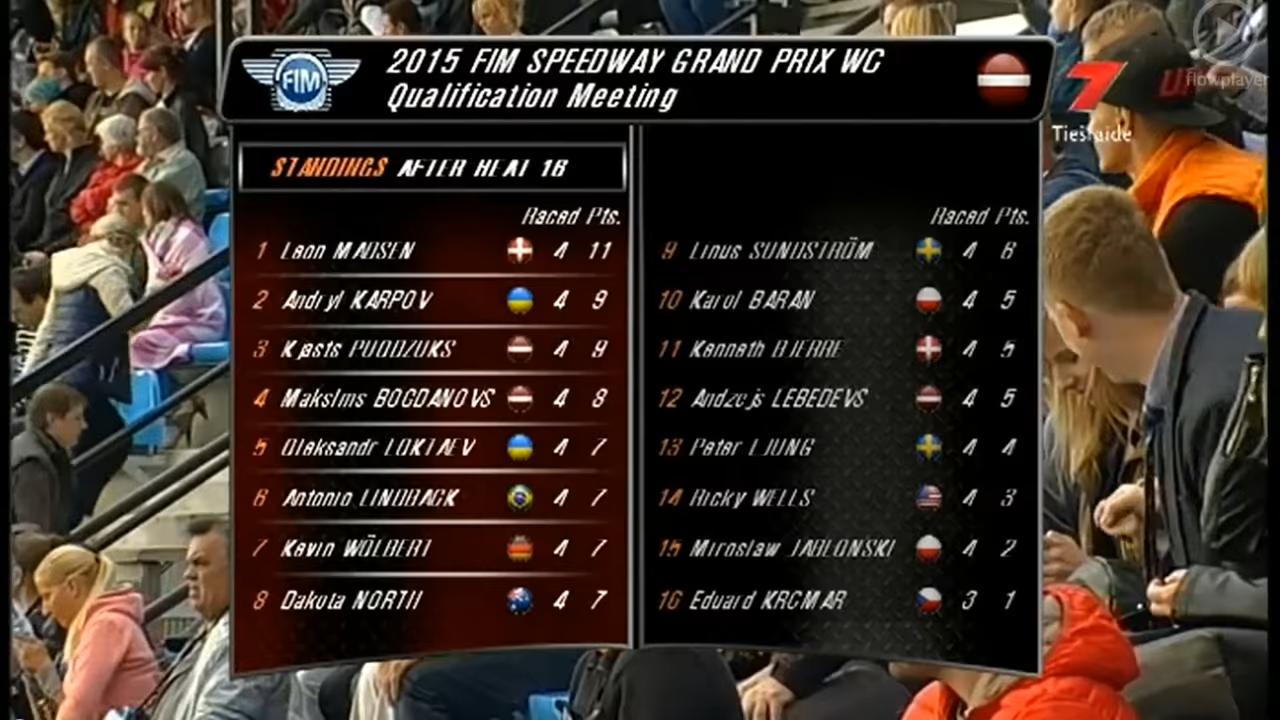 2015 FIM SPEEDWAY GRAND PRIX WC
Qualification Meeting
FIM
7
Tiešraide
flowplayer
STANDINGS AFTER HEAT 16
Raced Pts.
1 Leon MADSEN 4 11
2 Andriy KARPOV 4 9
3 Kjasts PUODZUKS 4 9
4 Maksims BOGDANOVS 4 8
5 Oleksandr LOKTAEV 4 7
6 Antonio LINDBACK 4 7
7 Kevin WÖLBERT 4 7
8 Dakota NORTH 4 7
Raced Pts.
9 Linus SUNDSTRÖM 4 6
10 Karol BARAN 4 5
11 Kenneth BJERRE 4 5
12 Andzejs LEBEDEVS 4 5
13 Peter LJUNG 4 4
14 Ricky WELLS 4 3
15 Miroslaw JABLONSKI 4 2
16 Eduard KRCMAR 3 1